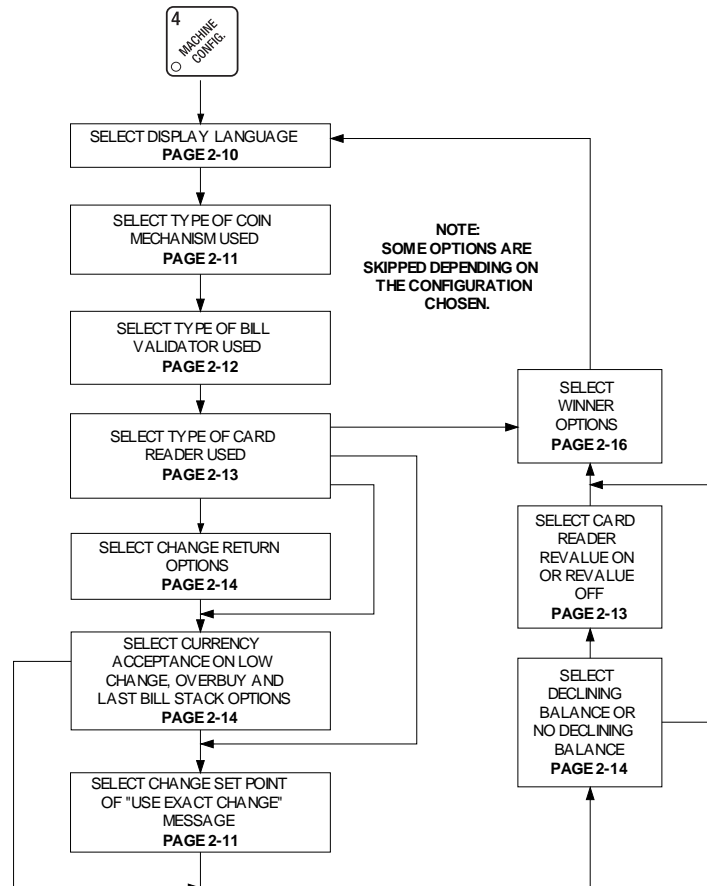 4
MACHINE
CONFIG.
SELECT DISPLAY LANGUAGE
PAGE 2-10
SELECT TYPE OF COIN
MECHANISM USED
PAGE 2-11
NOTE:
SOME OPTIONS ARE
SKIPPED DEPENDING ON
THE CONFIGURATION
CHOSEN.
SELECT TYPE OF BILL
VALIDATOR USED
PAGE 2-12
SELECT TYPE OF CARD
READER USED
PAGE 2-13
SELECT CHANGE RETURN
OPTIONS
PAGE 2-14
SELECT CURRENCY
ACCEPTANCE ON LOW
CHANGE, OVERBUY AND
LAST BILL STACK OPTIONS
PAGE 2-14
SELECT CHANGE SET POINT
OF "USE EXACT CHANGE"
MESSAGE
PAGE 2-11
SELECT
WINNER
OPTIONS
PAGE 2-16
SELECT CARD
READER
REVALUE ON
OR REVALUE
OFF
PAGE 2-13
SELECT
DECLINING
BALANCE OR
NO DECLINING
BALANCE
PAGE 2-14